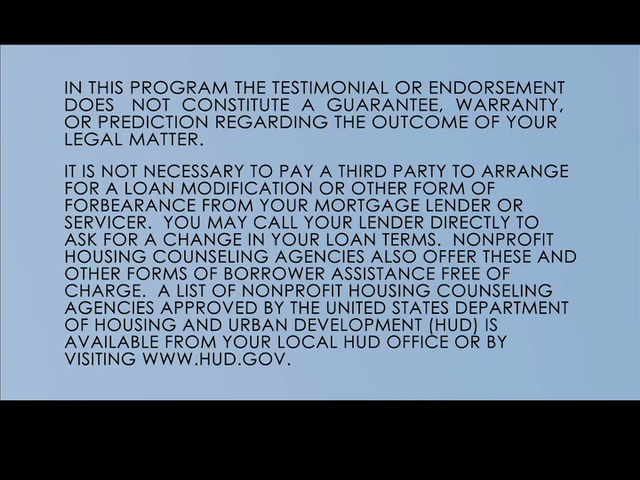 IN THIS PROGRAM THE TESTIMONIAL OR ENDORSEMENT
DOES NOT CONSTITUTE A GUARANTEE, WARRANTY,
OR PREDICTION REGARDING THE OUTCOME OF YOUR
LEGAL MATTER.
IT IS NOT NECESSARY TO PAY A THIRD PARTY TO ARRANGE
FOR A LOAN MODIFICATION OR OTHER FORM OF
FORBEARANCE FROM YOUR MORTGAGE LENDER OR
SERVICER. YOU MAY CALL YOUR LENDER DIRECTLY TO
ASK FOR A CHANGE IN YOUR LOAN TERMS. NONPROFIT
HOUSING COUNSELING AGENCIES ALSO OFFER THESE AND
OTHER FORMS OF BORROWER ASSISTANCE FREE OF
CHARGE. A LIST OF NONPROFIT HOUSING COUNSELING
AGENCIES APPROVED BY THE UNITED STATES DEPARTMENT
OF HOUSING AND URBAN DEVELOPMENT (HUD) IS
AVAILABLE FROM YOUR LOCAL HUD OFFICE OR BY
VISITING WWW.HUD.GOV.